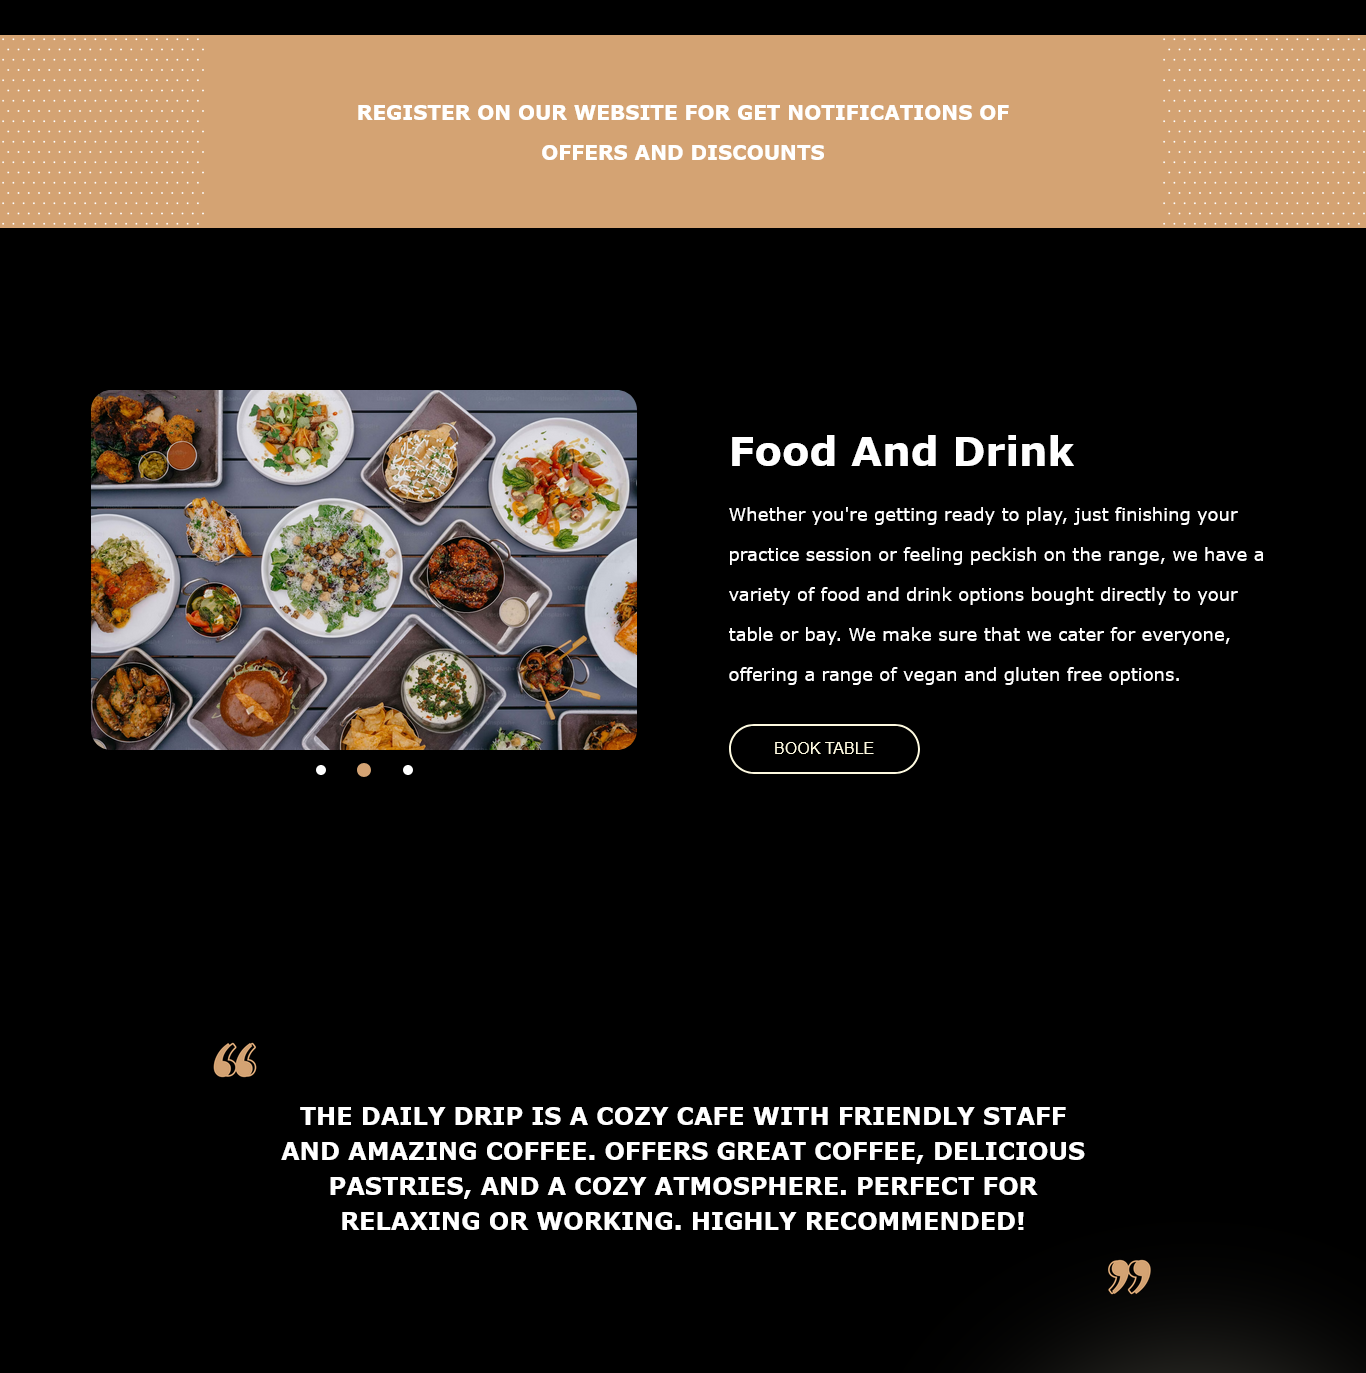 REGISTER ON OUR WEBSITE FOR GET NOTIFICATIONS OF
OFFERS AND DISCOUNTS
Food And Drink
Whether you're getting ready to play, just finishing your
practice session or feeling peckish on the range, we have a
variety of food and drink options bought directly to your
table or bay. We make sure that we cater for everyone,
offering a range of vegan and gluten free options.
BOOK TABLE
“
THE DAILY DRIP IS A COZY CAFE WITH FRIENDLY STAFF
AND AMAZING COFFEE. OFFERS GREAT COFFEE, DELICIOUS
PASTRIES, AND A COZY ATMOSPHERE. PERFECT FOR
RELAXING OR WORKING. HIGHLY RECOMMENDED!
”